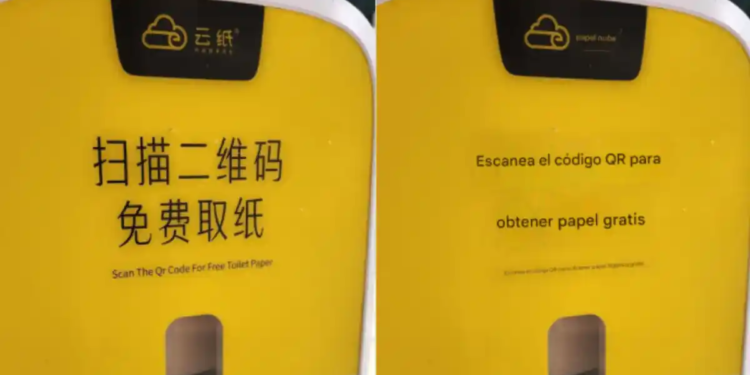 云纸
扫描二维码
免费取纸
Scan The Qr Code For Free Toilet Paper
papel nube
Escanea el código QR para
obtener papel gratis